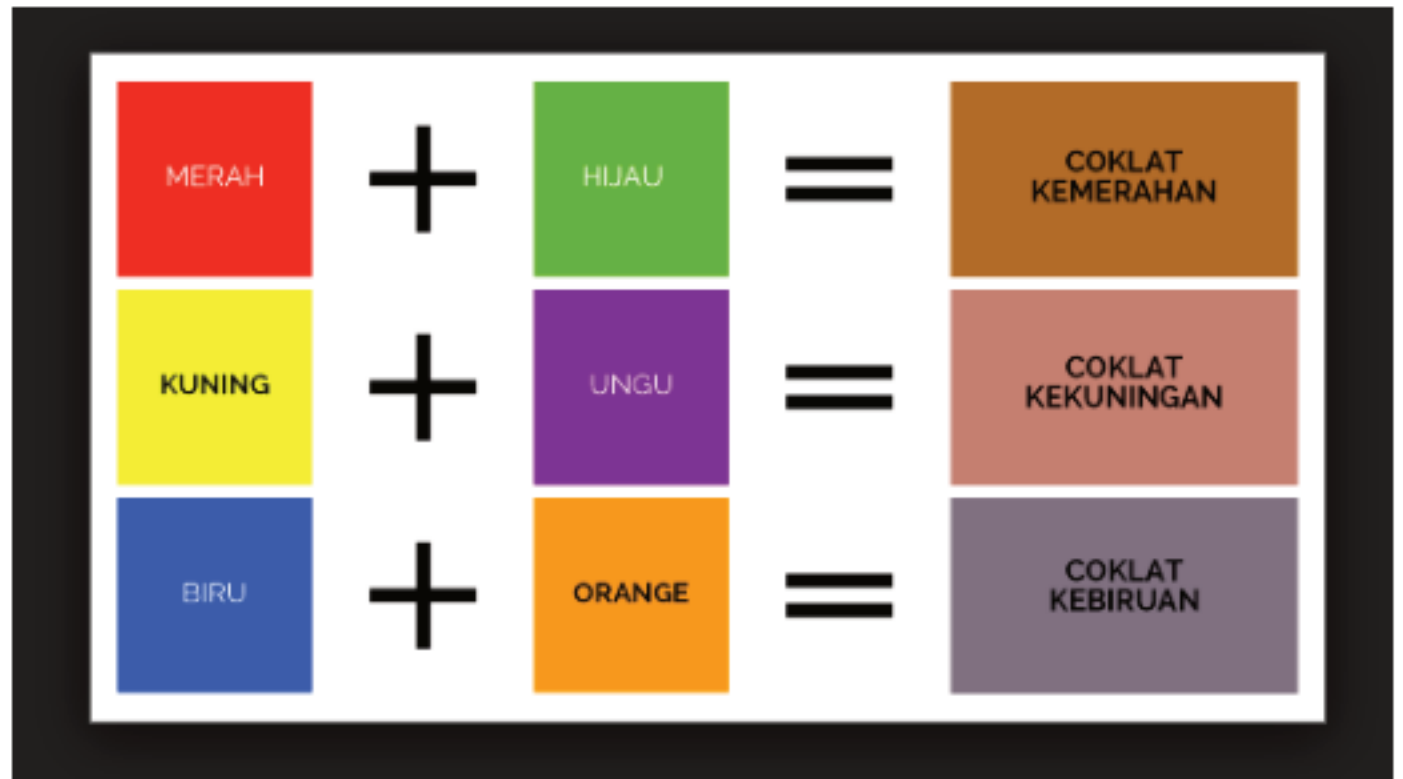 MERAH
+
HIJAU
=
COKLAT
KEMERAHAN
KUNING
+
UNGU
=
COKLAT
KEKUNINGAN
BIRU
+
ORANGE
=
COKLAT
KEBIRUAN